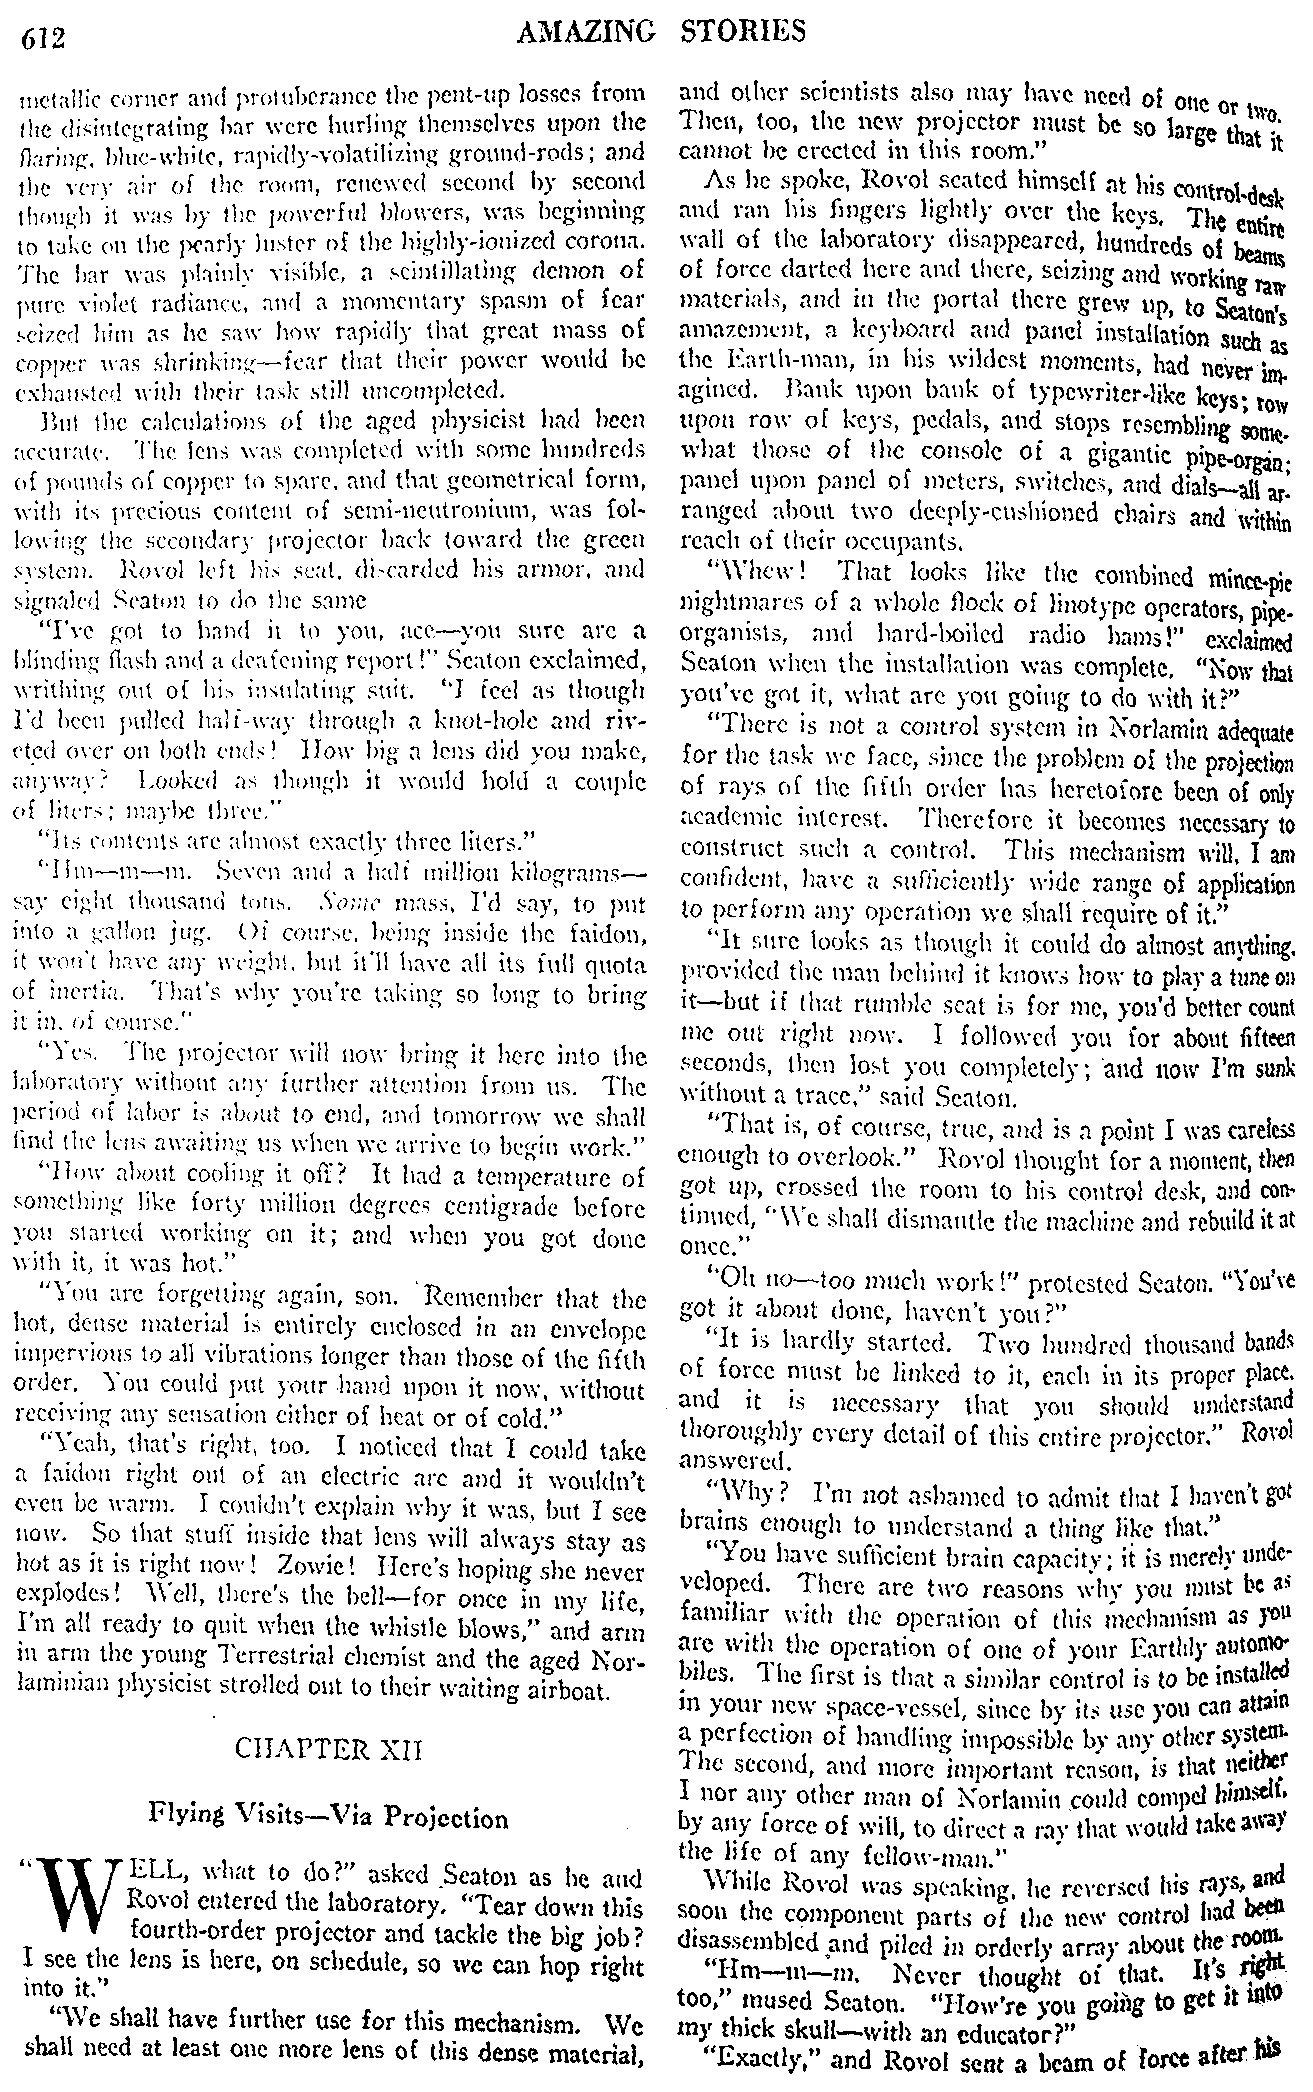 612
AMAZING STORIES
metallic corner and protuberance the pent-up losses from
the disintegrating bar were hurling themselves upon the
flaring, blue-white, rapidly-volatilizing ground-rods; and
the very air of the room, renewed second by second
though it was by the powerful blowers, was beginning
to take on the pearly luster of the highly-ionized corona.
The bar was plainly visible, a scintillating demon of
pure violet radiance, and a momentary spasm of fear
seized him as he saw how rapidly that great mass of
copper was shrinking—fear that their power would be
exhausted with their task still uncompleted.
But the calculations of the aged physicist had been
accurate. The lens was completed with some hundreds
of pounds of copper to spare, and that geometrical form,
with its precious content of semi-neutronium, was fol-
lowing the secondary projector back toward the green
system. Rovol left his seat, discarded his armor, and
signaled Seaton to do the same
"I've got to hand it to you, ace—you sure are a
blinding flash and a deafening report!" Seaton exclaimed,
writhing out of his insulating suit. "I feel as though
I'd been pulled half-way through a knot-hole and riv-
eted over on both ends! How big a lens did you make,
anyway? Looked as though it would hold a couple
of liters; maybe three."
"Its contents are almost exactly three liters."
"Hm—m—m. Seven and a half million kilograms—
say eight thousand tons. Some mass, I'd say, to put
into a gallon jug. Of course, being inside the faidon,
it won't have any weight, but it'll have all its full quota
of inertia. That's why you're taking so long to bring
it in, of course."
"Yes. The projector will now bring it here into the
laboratory without any further attention from us. The
period of labor is about to end, and tomorrow we shall
find the lens awaiting us when we arrive to begin work."
"How about cooling it off? It had a temperature of
something like forty million degrees centigrade before
you started working on it; and when you got done
with it, it was hot."
"You are forgetting again, son. Remember that the
hot, dense material is entirely enclosed in an envelope
impervious to all vibrations longer than those of the fifth
order. You could put your hand upon it now, without
receiving any sensation either of heat or of cold."
"Yeah, that's right, too. I noticed that I could take
a faidon right out of an electric arc and it wouldn't
even be warm. I couldn't explain why it was, but I see
now. So that stuff inside that lens will always stay as
hot as it is right now! Zowie! Here's hoping she never
explodes! Well, there's the bell—for once in my life,
I'm all ready to quit when the whistle blows," and arm
in arm the young Terrestrial chemist and the aged Nor-
laminian physicist strolled out to their waiting airboat.
CHAPTER XII
Flying Visits—Via Projection
"WELL, what to do?" asked Seaton as he and
Rovol entered the laboratory. "Tear down this
fourth-order projector and tackle the big job?
I see the lens is here, on schedule, so we can hop right
into it."
"We shall have further use for this mechanism. We
shall need at least one more lens of this dense material,
and other scientists also may have need of one or two.
Then, too, the new projector must be so large that it
cannot be erected in this room."
As he spoke, Rovol seated himself at his control-desk
and ran his fingers lightly over the keys. The entire
wall of the laboratory disappeared, hundreds of beams
of force darted here and there, seizing and working raw
materials, and in the portal there grew up, to Seaton's
amazement, a keyboard and panel installation such as
the Earth-man, in his wildest moments, had never im-
agined. Bank upon bank of typewriter-like keys; row
upon row of keys, pedals, and stops resembling some-
what those of the console of a gigantic pipe-organ;
panel upon panel of meters, switches, and dials—all ar-
ranged about two deeply-cushioned chairs and within
reach of their occupants.
"Whew! That looks like the combined mince-pie
nightmares of a whole flock of linotype operators, pipe-
organists, and hard-boiled radio hams!" exclaimed
Seaton when the installation was complete. "Now that
you've got it, what are you going to do with it?"
"There is not a control system in Norlamin adequate
for the task we face, since the problem of the projection
of rays of the fifth order has heretofore been of only
academic interest. Therefore it becomes necessary to
construct such a control. This mechanism will, I am
confident, have a sufficiently wide range of application
to perform any operation we shall require of it."
"It sure looks as though it could do almost anything,
provided the man behind it knows how to play a tune on
it—but if that rumble seat is for me, you'd better count
me out right now. I followed you for about fifteen
seconds, then lost you completely; and now I'm sunk
without a trace," said Seaton.
"That is, of course, true, and is a point I was careless
enough to overlook." Rovol thought for a moment, then
got up, crossed the room to his control desk, and con-
tinued, "We shall dismantle the machine and rebuild it at
once."
"Oh no—too much work!" protested Seaton. "You've
got it about done, haven't you?"
"It is hardly started. Two hundred thousand bands
of force must be linked to it, each in its proper place,
and it is necessary that you should understand
thoroughly every detail of this entire projector." Rovol
answered.
"Why? I'm not ashamed to admit that I haven't got
brains enough to understand a thing like that."
"You have sufficient brain capacity; it is merely unde-
veloped. There are two reasons why you must be as
familiar with the operation of this mechanism as you
are with the operation of one of your Earthly automo-
biles. The first is that a similar control is to be installed
in your new space-vessel, since by its use you can attain
a perfection of handling impossible by any other system.
The second, and more important reason, is that neither
I nor any other man of Norlamin could compel himself,
by any force of will, to direct a ray that would take away
the life of any fellow-man."
While Rovol was speaking, he reversed his rays, and
soon the component parts of the new control had been
disassembled and piled in orderly array about the room.
"Hm—m—m. Never thought of that. It's right
too," mused Seaton. "How're you going to get it into
my thick skull—with an educator?"
"Exactly," and Rovol sent a beam of force after his